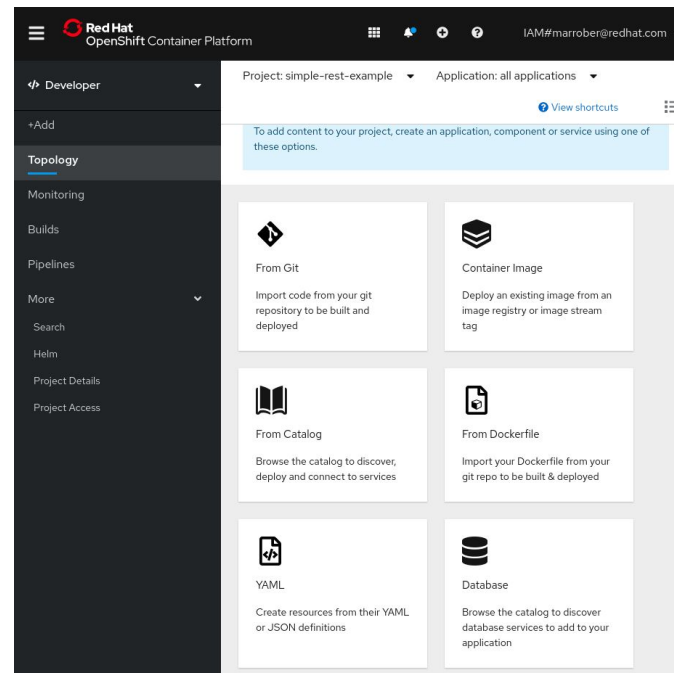 Red Hat
OpenShift Container Platform
IAM#marrober@redhat.com
Developer
Project: simple-rest-example
Application: all applications
View shortcuts
+Add
Topology
Monitoring
Builds
Pipelines
More
Search
Helm
Project Details
Project Access
To add content to your project, create an application, component or service using one of
these options.
From Git
Import code from your git
repository to be built and
deployed
Container Image
Deploy an existing image from an
image registry or image stream
tag
From Catalog
Browse the catalog to discover,
deploy and connect to services
From Dockerfile
Import your Dockerfile from your
git repo to be built & deployed
YAML
Create resources from their YAML
or JSON definitions
Database
Browse the catalog to discover
database services to add to your
application